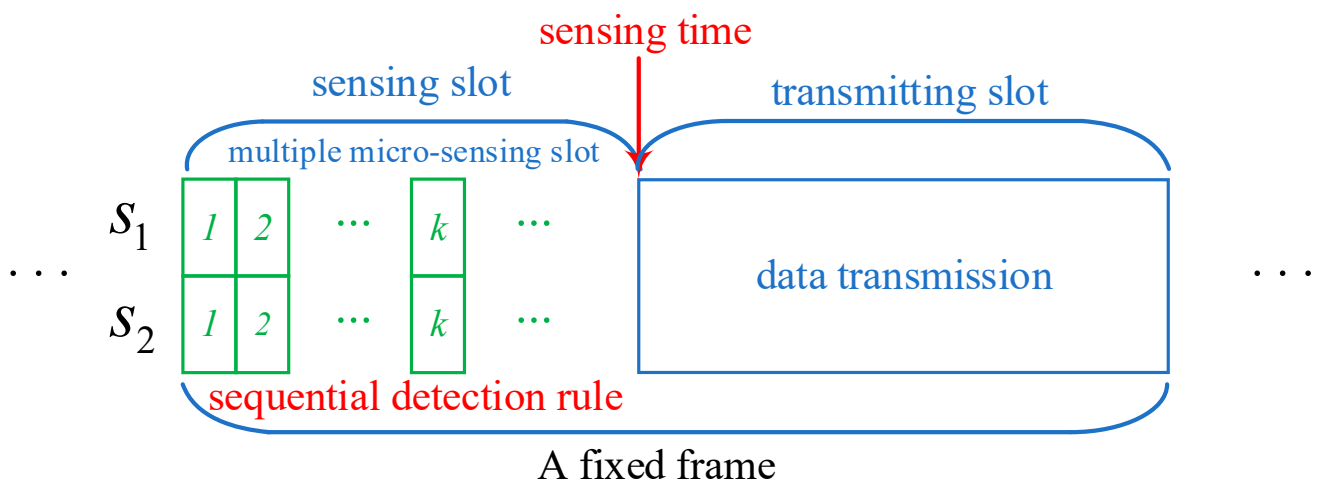 sensing time
sensing slot
transmitting slot
multiple micro-sensing slot
s1 1 2 ... k ...
... data transmission ...
s2 1 2 ... k ...
sequential detection rule
A fixed frame